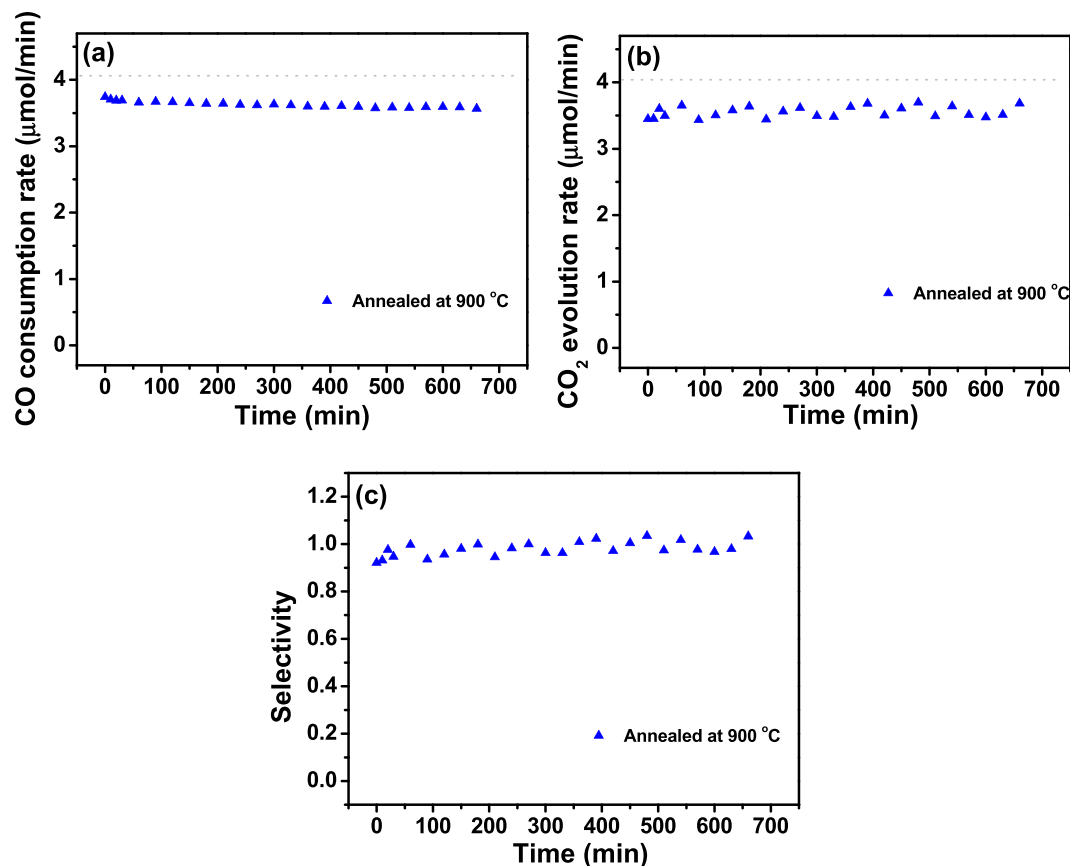 (a)
CO consumption rate (μmol/min)
4
3
2
1
0
Annealed at 900 °C
0 100 200 300 400 500 600 700
Time (min)
(b)
CO₂ evolution rate (μmol/min)
4
3
2
1
0
Annealed at 900 °C
0 100 200 300 400 500 600 700
Time (min)
(c)
Selectivity
1.2
1.0
0.8
0.6
0.4
0.2
0.0
Annealed at 900 °C
0 100 200 300 400 500 600 700
Time (min)